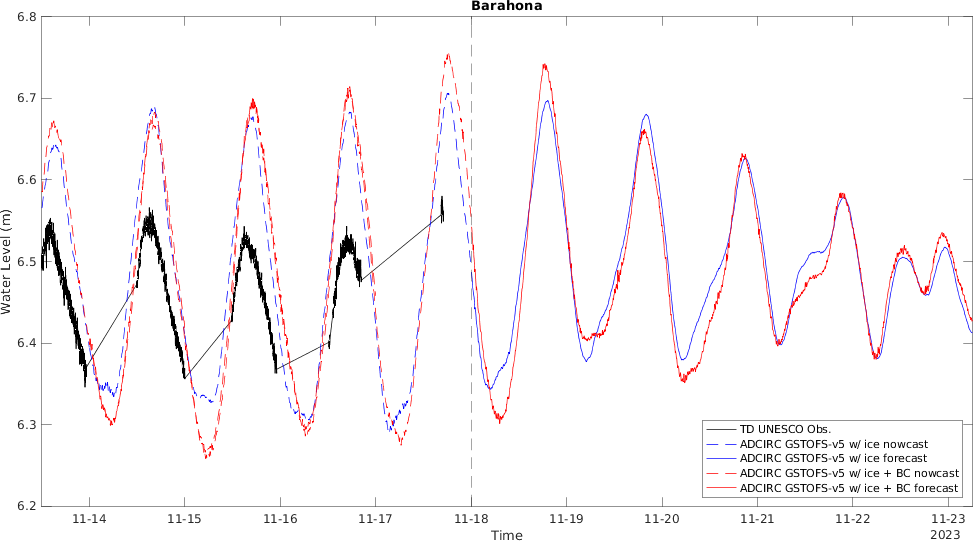 Barahona
6.8
6.7
6.6
6.5
6.4
6.3
6.2
Water Level (m)
TD UNESCO Obs.
ADCIRC GSTOFS-v5 w/ ice nowcast
ADCIRC GSTOFS-v5 w/ ice forecast
ADCIRC GSTOFS-v5 w/ ice + BC nowcast
ADCIRC GSTOFS-v5 w/ ice + BC forecast
11-14 11-15 11-16 11-17 11-18 11-19 11-20 11-21 11-22 11-23
2023
Time